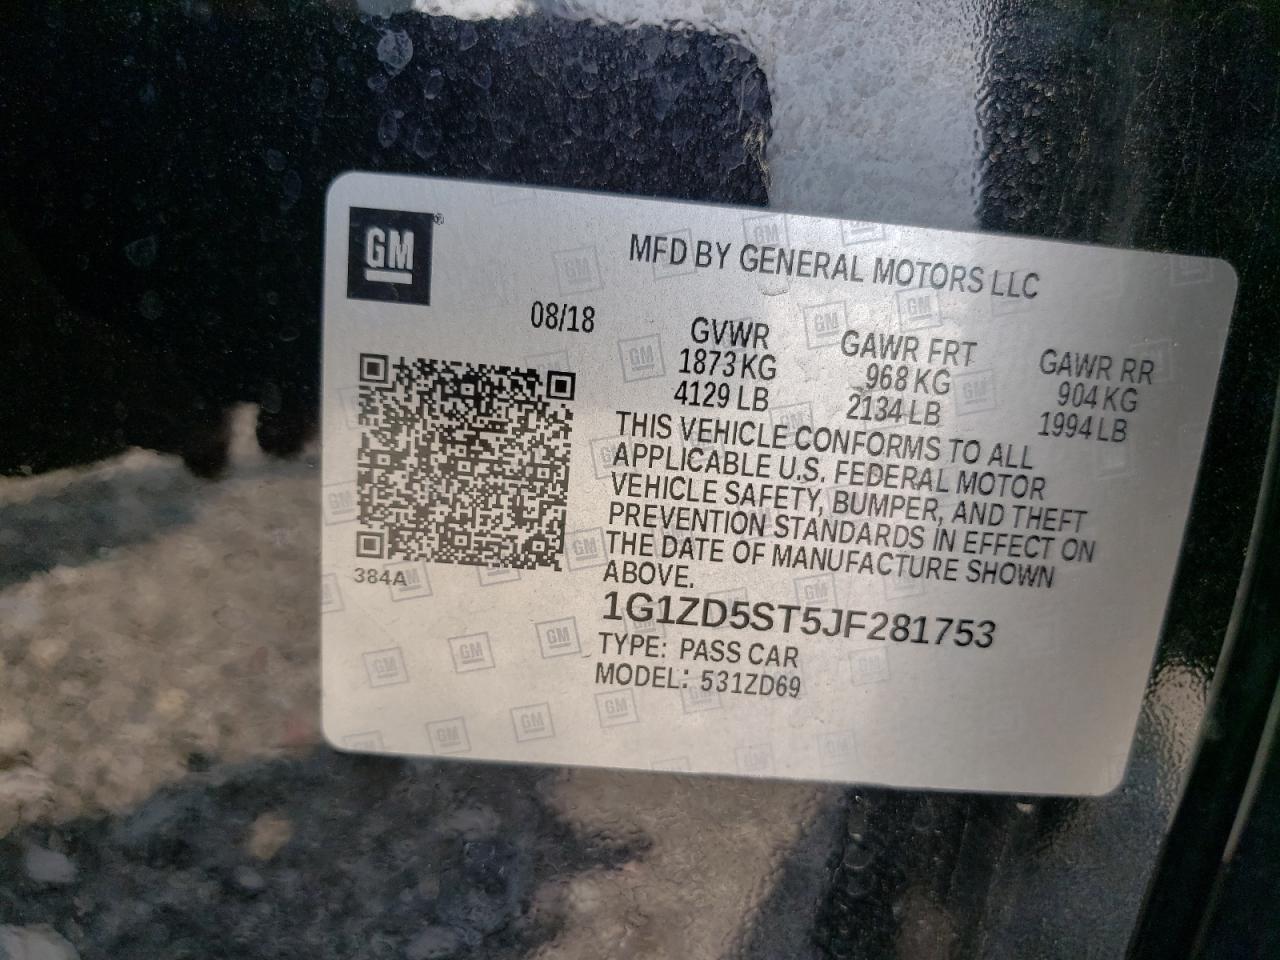 GM®
MFD BY GENERAL MOTORS LLC
08/18
GVWR GAWR FRT GAWR RR
1873 KG 968 KG 904 KG
4129 LB 2134 LB 1994 LB
THIS VEHICLE CONFORMS TO ALL
APPLICABLE U.S. FEDERAL MOTOR
VEHICLE SAFETY, BUMPER, AND THEFT
PREVENTION STANDARDS IN EFFECT ON
THE DATE OF MANUFACTURE SHOWN
ABOVE.
384A
1G1ZD5ST5JF281753
TYPE: PASS CAR
MODEL: 531ZD69